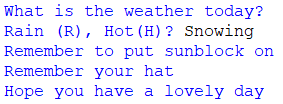 What is the weather today?
Rain (R), Hot(H)? Snowing
Remember to put sunblock on
Remember your hat
Hope you have a lovely day